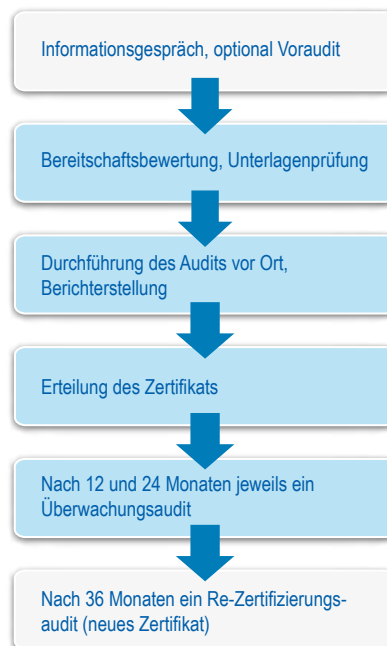 Informationsgespräch, optional Voraudit
Bereitschaftsbewertung, Unterlagenprüfung
Durchführung des Audits vor Ort,
Berichterstellung
Erteilung des Zertifikats
Nach 12 und 24 Monaten jeweils ein
Überwachungsaudit
Nach 36 Monaten ein Re-Zertifizierungs-
audit (neues Zertifikat)